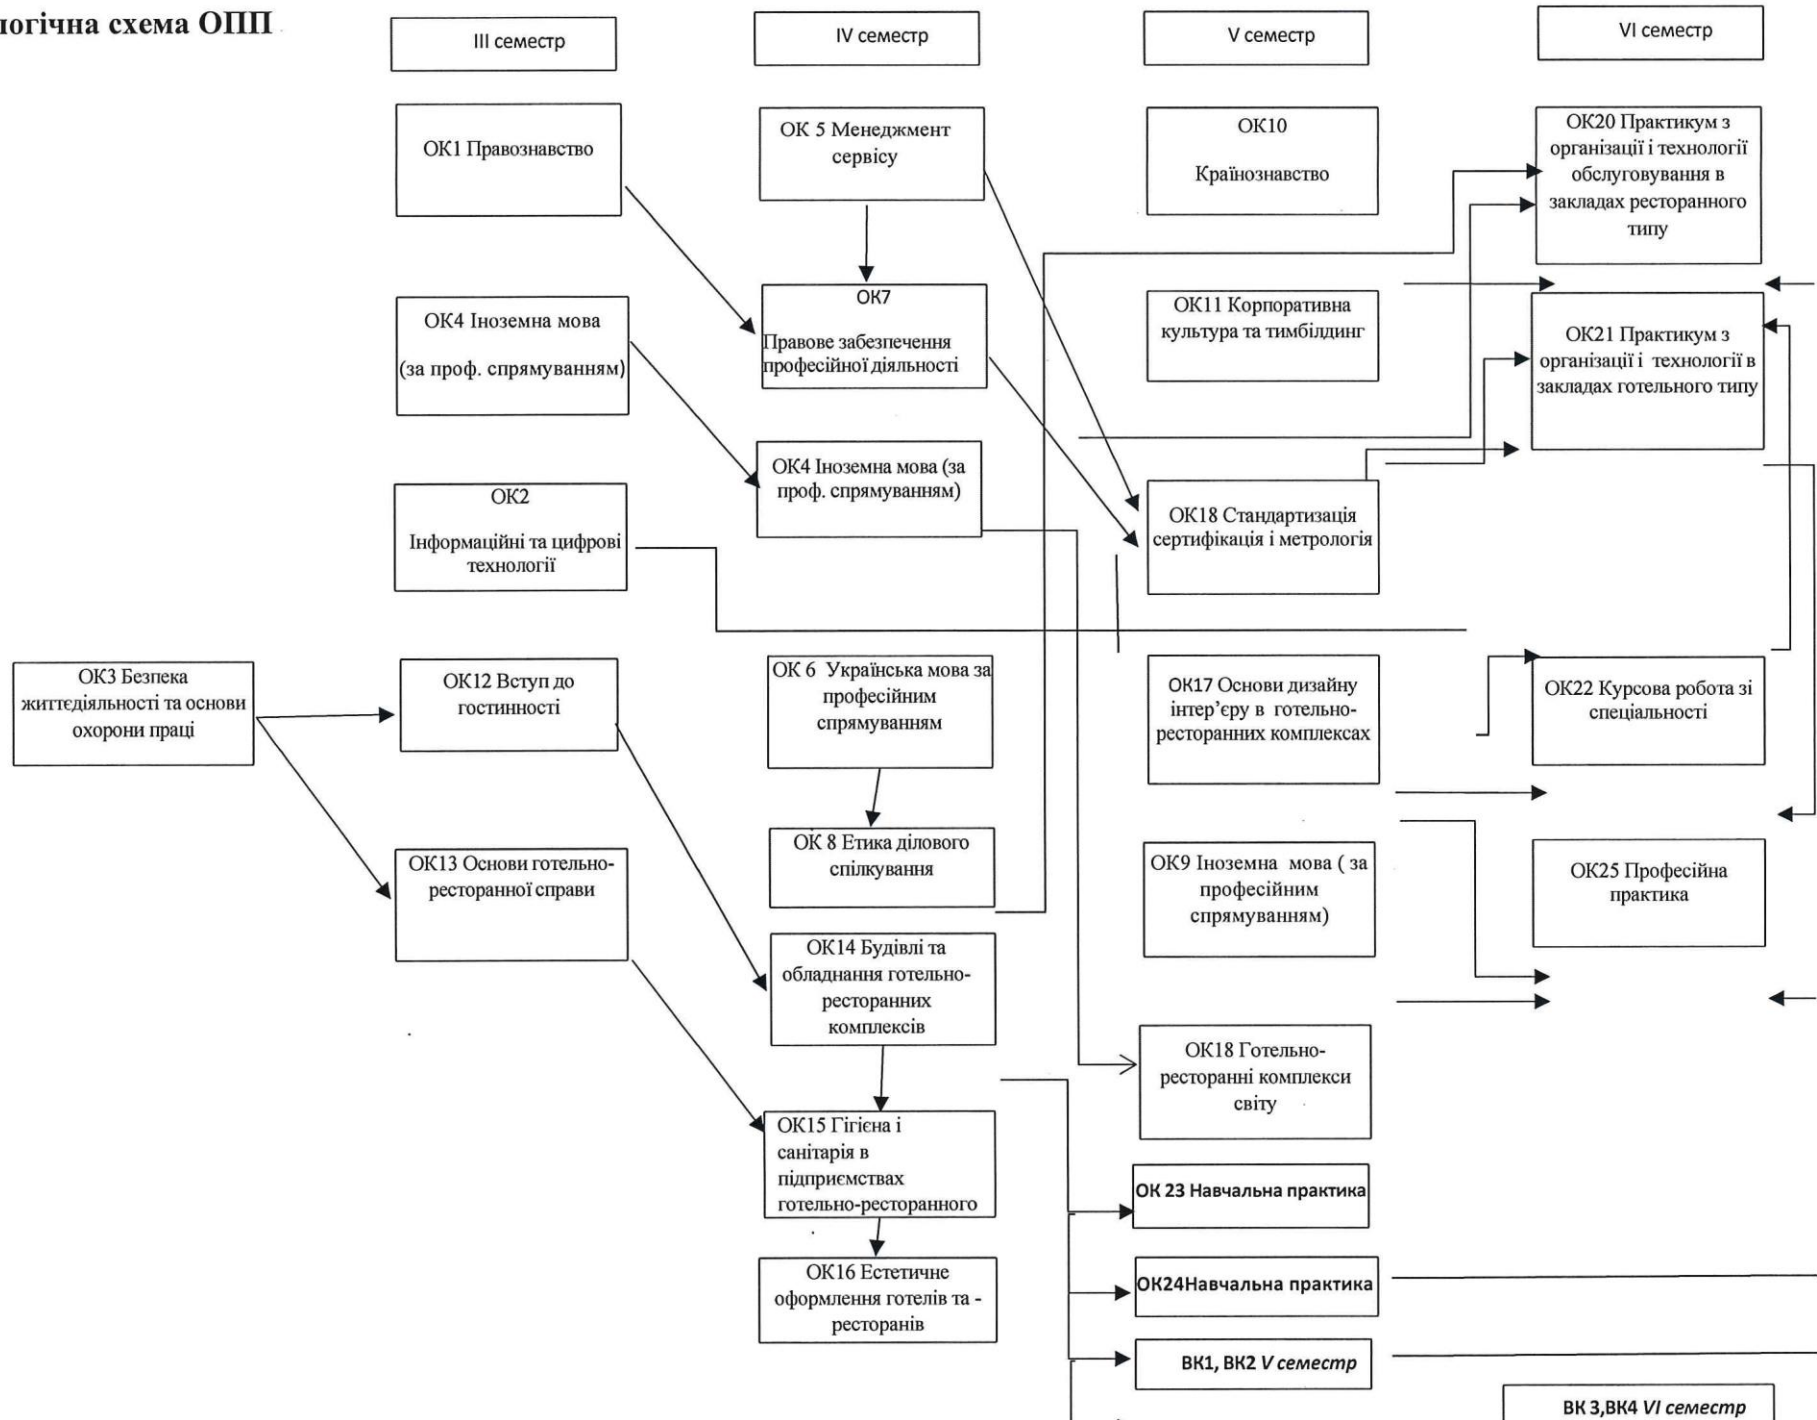 логічна схема ОПП
III семестр
IV семестр
V семестр
VI семестр
ОК1 Правознавство
ОК4 Іноземна мова
(за проф. спрямуванням)
ОК2
Інформаційні та цифрові
технології
ОК3 Безпека
життєдіяльності та основи
охорони праці
ОК12 Вступ до
гостинності
ОК13 Основи готельно-
ресторанної справи
ОК 5 Менеджмент
сервісу
ОК7
Правове забезпечення
професійної діяльності
ОК4 Іноземна мова (за
проф. спрямуванням)
ОК 6 Українська мова за
професійним
спрямуванням
ОК 8 Етика ділового
спілкування
ОК14 Будівлі та
обладнання готельно-
ресторанних
комплексів
ОК15 Гігієна і
санітарія в
підприємствах
готельно-ресторанного
ОК16 Естетичне
оформлення готелів та -
ресторанів
ОК10
Країнознавство
ОК11 Корпоративна
культура та тимбілдинг
ОК18 Стандартизація
сертифікація і метрологія
ОК17 Основи дизайну
інтер’єру в готельно-
ресторанних комплексах
ОК9 Іноземна мова ( за
професійним
спрямуванням)
ОК18 Готельно-
ресторанні комплекси
світу
ОК 23 Навчальна практика
ОК24Навчальна практика
ВК1, ВК2 V семестр
ОК20 Практикум з
організації і технології
обслуговування в
закладах ресторанного
типу
ОК21 Практикум з
організації і технології в
закладах готельного типу
ОК22 Курсова робота зі
спеціальності
ОК25 Професійна
практика
ВК 3,ВК4 VI семестр